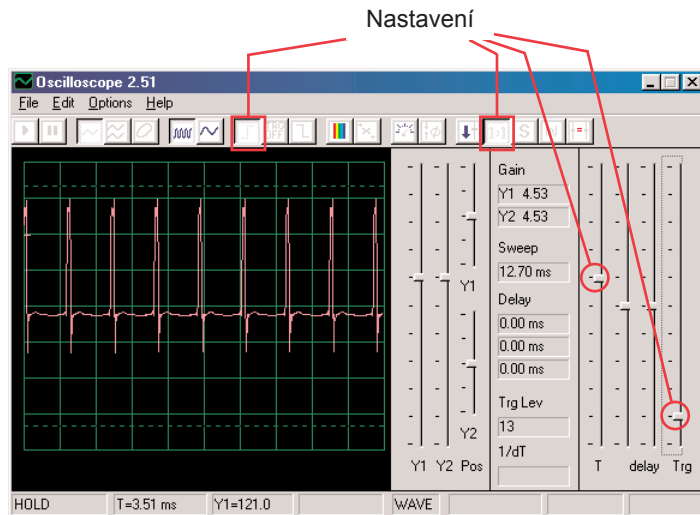 Nastavení
Oscilloscope 2.51
File Edit Options Help
Gain
Y1 4.53
Y2 4.53
Sweep
12.70 ms
Y1
Delay
0.00 ms
0.00 ms
0.00 ms
Trg Lev
13
Y2
1/dT
Y1 Y2 Pos
T delay Trg
HOLD T=3.51 ms Y1=121.0 WAVE